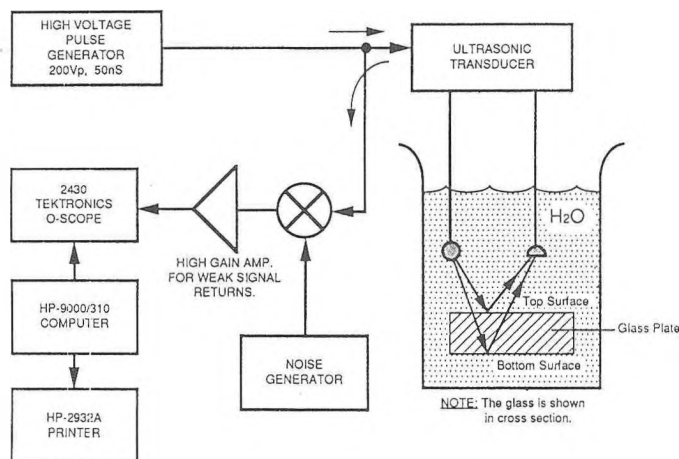 HIGH VOLTAGE
PULSE
GENERATOR
200Vp, 50nS
ULTRASONIC
TRANSDUCER
2430
TEKTRONICS
O-SCOPE
HIGH GAIN AMP.
FOR WEAK SIGNAL
RETURNS.
H2O
Top Surface
Glass Plate
Bottom Surface
HP-9000/310
COMPUTER
NOISE
GENERATOR
NOTE: The glass is shown
in cross section.
HP-2932A
PRINTER